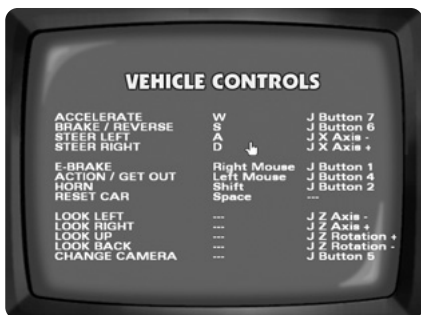 VEHICLE CONTROLS
ACCELERATE W J Button 7
BRAKE / REVERSE S J Button 6
STEER LEFT A J X Axis -
STEER RIGHT D J X Axis +
E-BRAKE Right Mouse J Button 1
ACTION / GET OUT Left Mouse J Button 4
HORN Shift J Button 2
RESET CAR Space ---
LOOK LEFT --- J Z Axis -
LOOK RIGHT --- J Z Axis +
LOOK UP --- J Z Rotation +
LOOK BACK --- J Z Rotation -
CHANGE CAMERA --- J Button 5